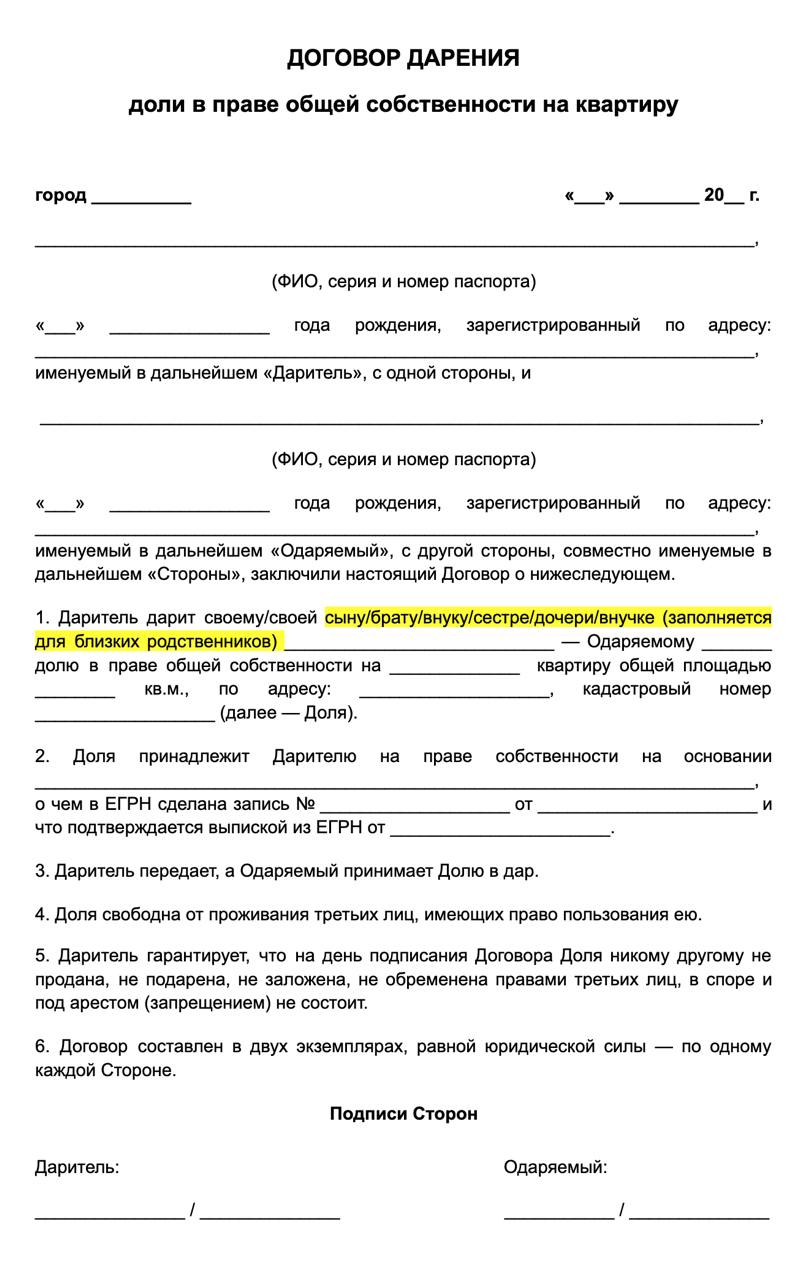 ДОГОВОР ДАРЕНИЯ
доли в праве общей собственности на квартиру
город __________ «___» ________ 20__ г.
________________________________________________________________________,
(ФИО, серия и номер паспорта)
«___» ________________ года рождения, зарегистрированный по адресу:
________________________________________________________________________,
именуемый в дальнейшем «Даритель», с одной стороны, и
________________________________________________________________________,
(ФИО, серия и номер паспорта)
«___» ________________ года рождения, зарегистрированный по адресу:
________________________________________________________________________,
именуемый в дальнейшем «Одаряемый», с другой стороны, совместно именуемые в
дальнейшем «Стороны», заключили настоящий Договор о нижеследующем.
1. Даритель дарит своему/своей сыну/брату/внуку/сестре/дочери/внучке (заполняется
для близких родственников) ___________________________ — Одаряемому _______
долю в праве общей собственности на _____________ квартиру общей площадью
________ кв.м., по адресу: ___________________, кадастровый номер
__________________ (далее — Доля).
2. Доля принадлежит Дарителю на праве собственности на основании
________________________________________________________________________,
о чем в ЕГРН сделана запись № ___________________ от ______________________ и
что подтверждается выпиской из ЕГРН от ______________________.
3. Даритель передает, а Одаряемый принимает Долю в дар.
4. Доля свободна от проживания третьих лиц, имеющих право пользования ею.
5. Даритель гарантирует, что на день подписания Договора Доля никому другому не
продана, не подарена, не заложена, не обременена правами третьих лиц, в споре и
под арестом (запрещением) не состоит.
6. Договор составлен в двух экземплярах, равной юридической силы — по одному
каждой Стороне.
Подписи Сторон
Даритель: Одаряемый:
_______________ / ______________ ___________ / ______________